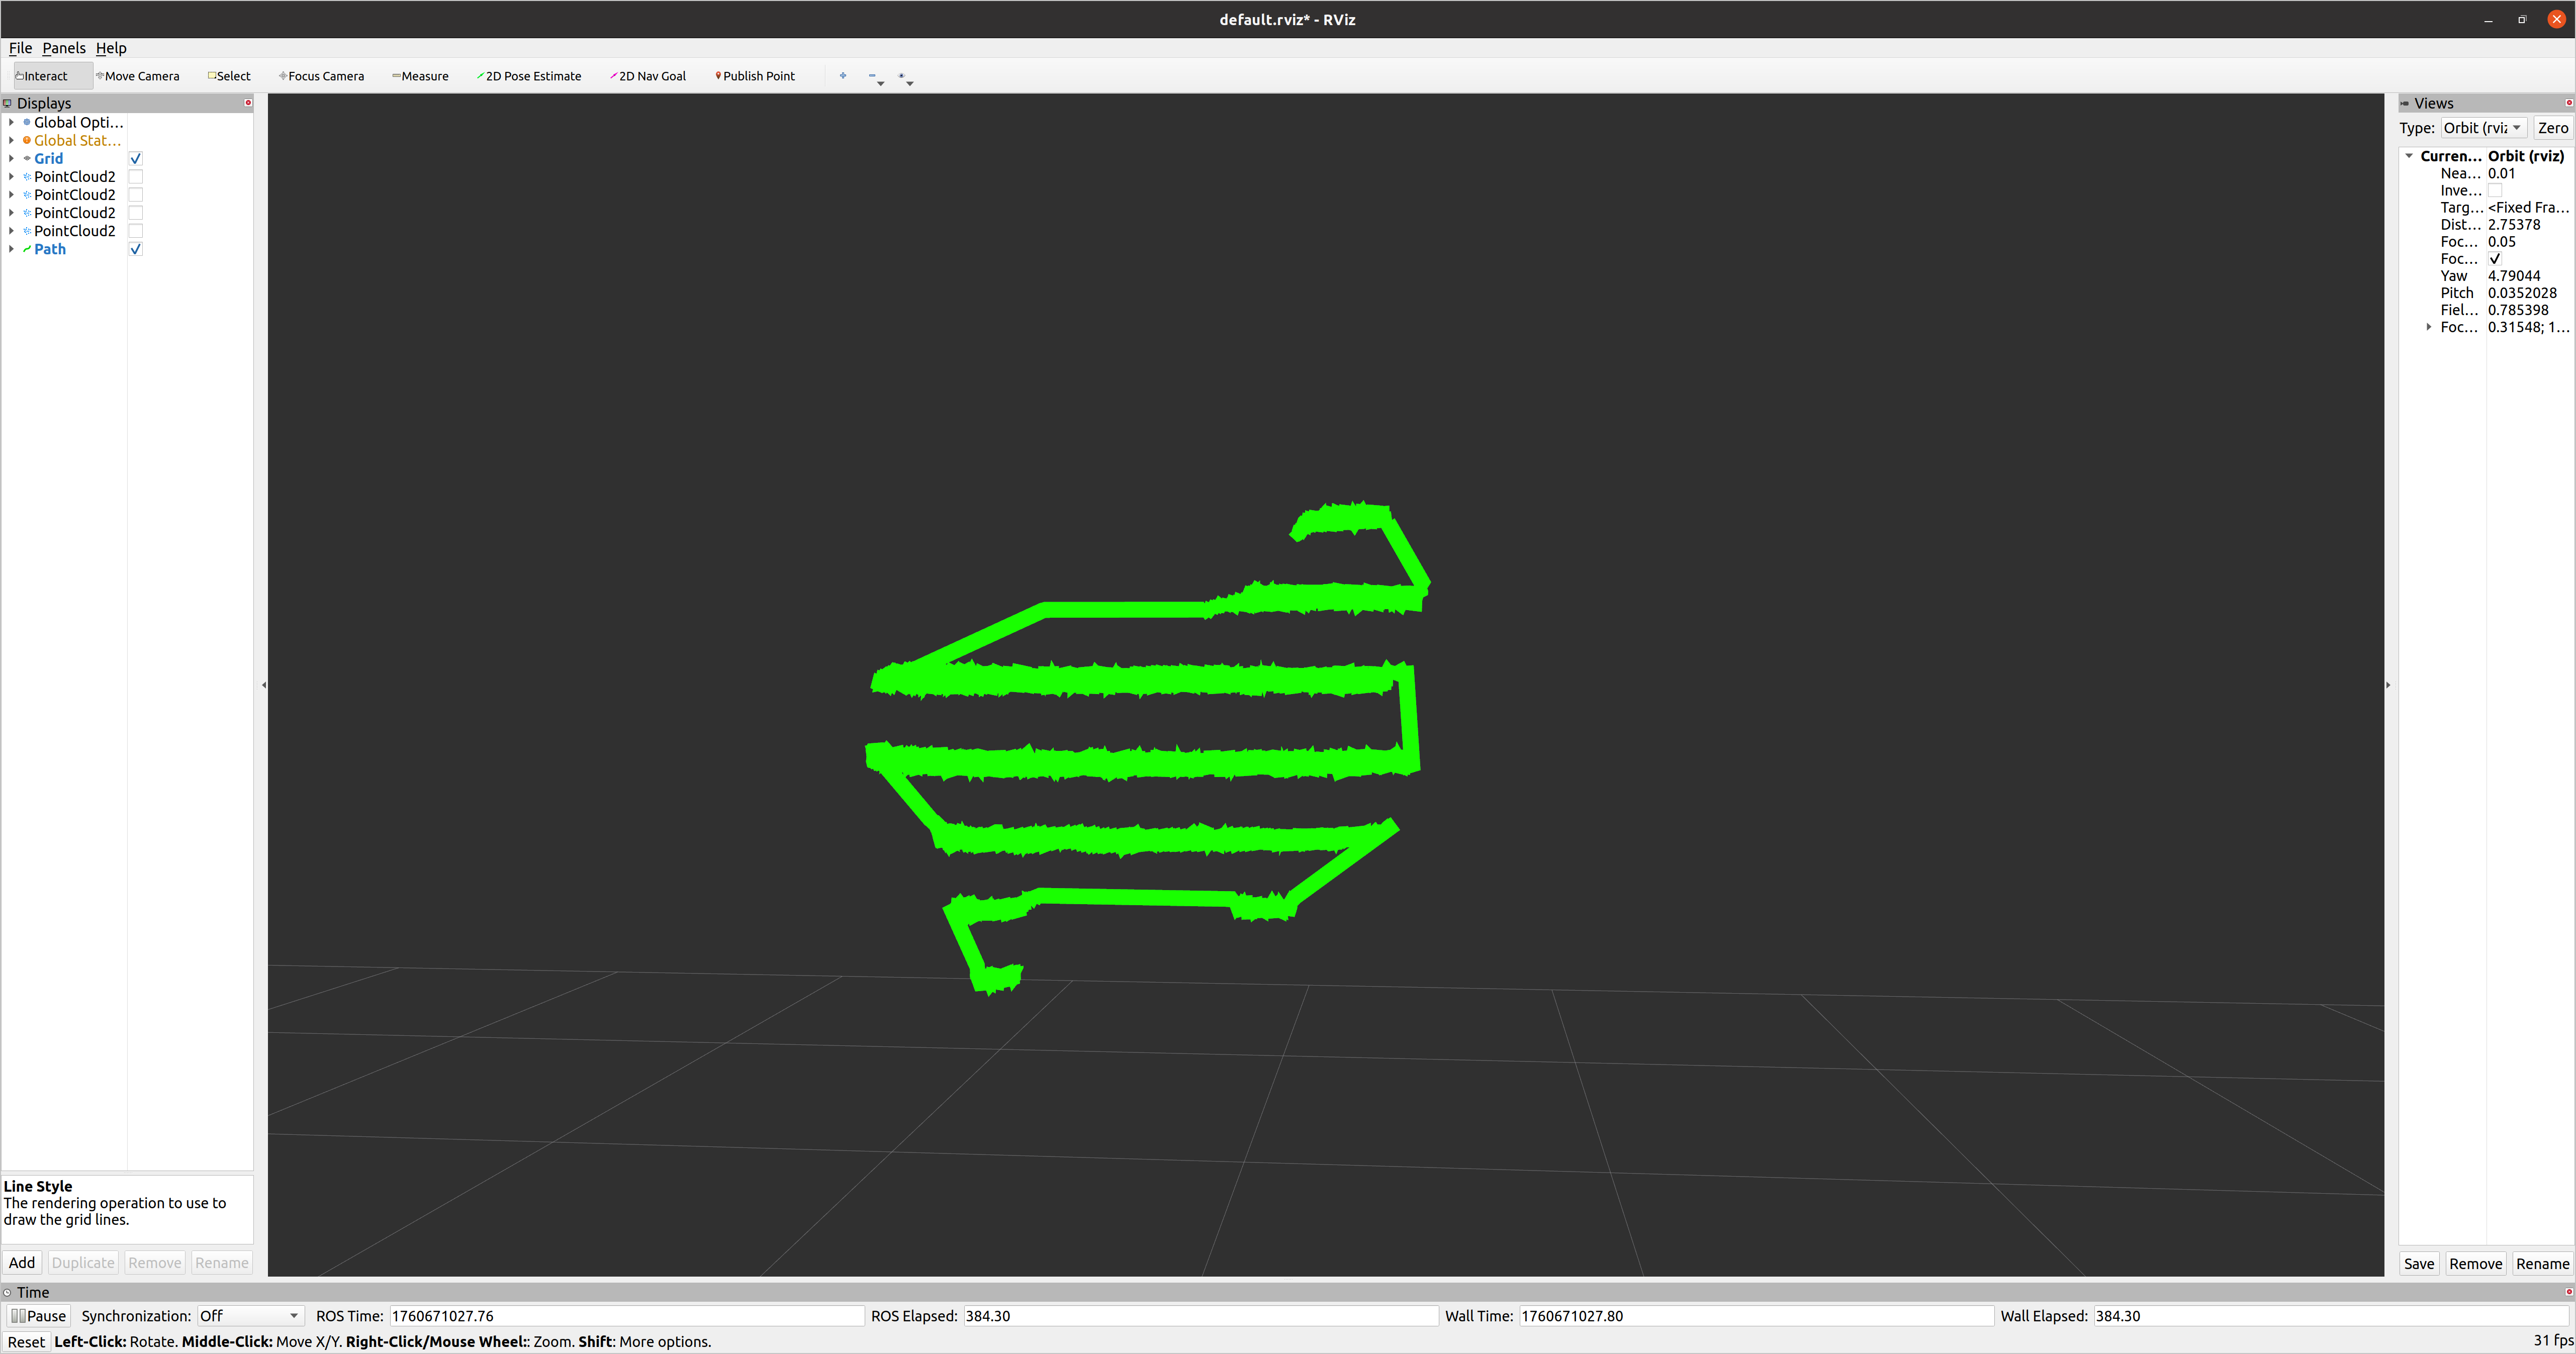 default.rviz* - RViz
File Panels Help
Interact Move Camera Select Focus Camera Measure 2D Pose Estimate 2D Nav Goal Publish Point
Displays
Global Opti...
Global Stat...
Grid
PointCloud2
PointCloud2
PointCloud2
PointCloud2
Path
Line Style
The rendering operation to use to
draw the grid lines.
Add Duplicate Remove Rename
Views
Type: Orbit (rviz Zero
Curren... Orbit (rviz)
Nea... 0.01
Inve...
Targ... <Fixed Fra...
Dist... 2.75378
Foc... 0.05
Foc...
Yaw 4.79044
Pitch 0.0352028
Fiel... 0.785398
Foc... 0.31548; 1...
Save Remove Rename
Time
Pause Synchronization: Off ROS Time: 1760671027.76 ROS Elapsed: 384.30 Wall Time: 1760671027.80 Wall Elapsed: 384.30
Reset Left-Click: Rotate. Middle-Click: Move X/Y. Right-Click/Mouse Wheel:: Zoom. Shift: More options. 31 fps